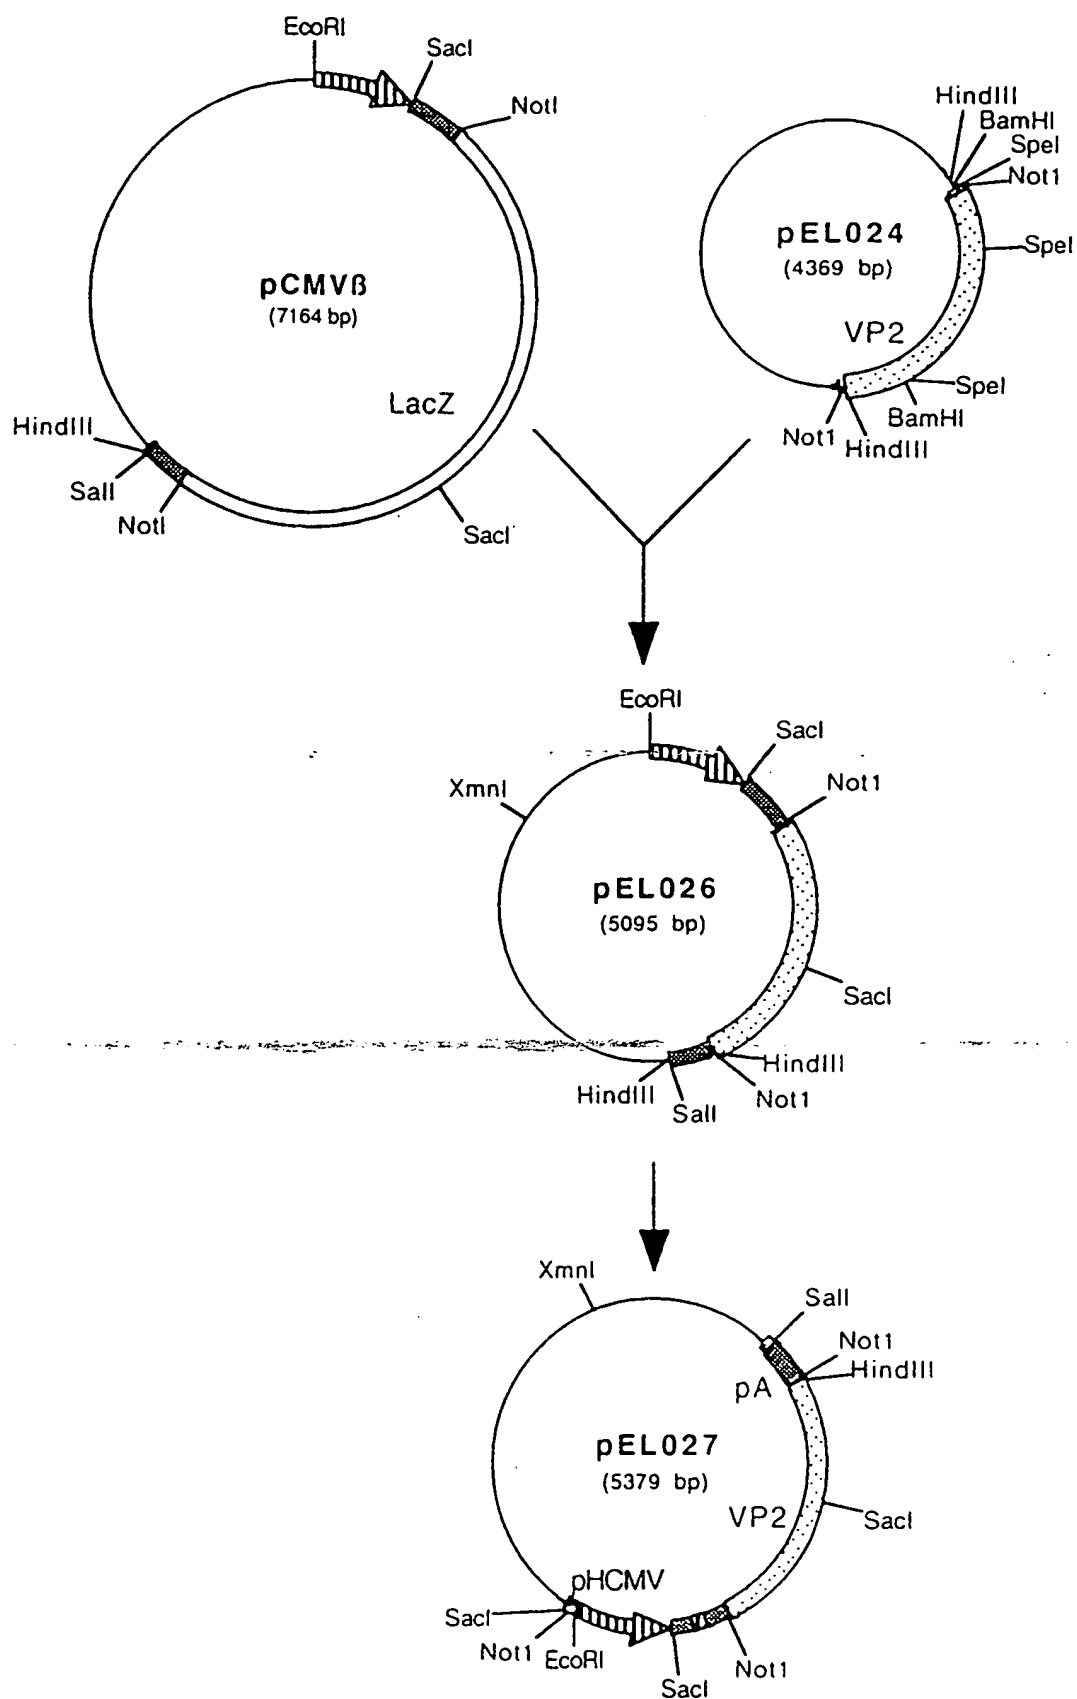 EcoRI
SacI
NotI
pCMVß
(7164 bp)
LacZ
HindIII
SalI
NotI
SacI
HindIII
BamHI
SpeI
Not1
pEL024
(4369 bp)
SpeI
VP2
SpeI
BamHI
Not1
HindIII
EcoRI
SacI
XmnI
Not1
pEL026
(5095 bp)
SacI
HindIII
HindIII
Not1
SalI
XmnI
SalI
Not1
HindIII
pA
pEL027
(5379 bp)
VP2
SacI
pHCMV
SacI
Not1
EcoRI
SacI
Not1